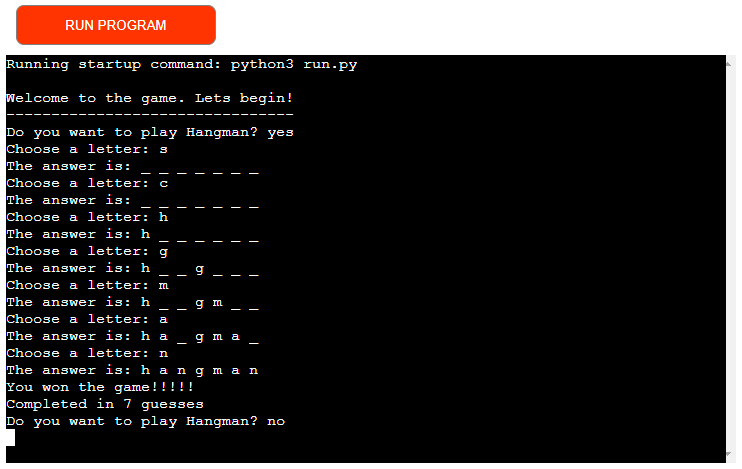 RUN PROGRAM
Running startup command: python3 run.py
Welcome to the game. Lets begin!
--------------------------------
Do you want to play Hangman? yes
Choose a letter: s
The answer is: _ _ _ _ _ _ _
Choose a letter: c
The answer is: _ _ _ _ _ _ _
Choose a letter: h
The answer is: h _ _ _ _ _ _
Choose a letter: g
The answer is: h _ _ g _ _ _
Choose a letter: m
The answer is: h _ _ g m _ _
Choose a letter: a
The answer is: h a _ g m a _
Choose a letter: n
The answer is: h a n g m a n
You won the game!!!!!
Completed in 7 guesses
Do you want to play Hangman? no